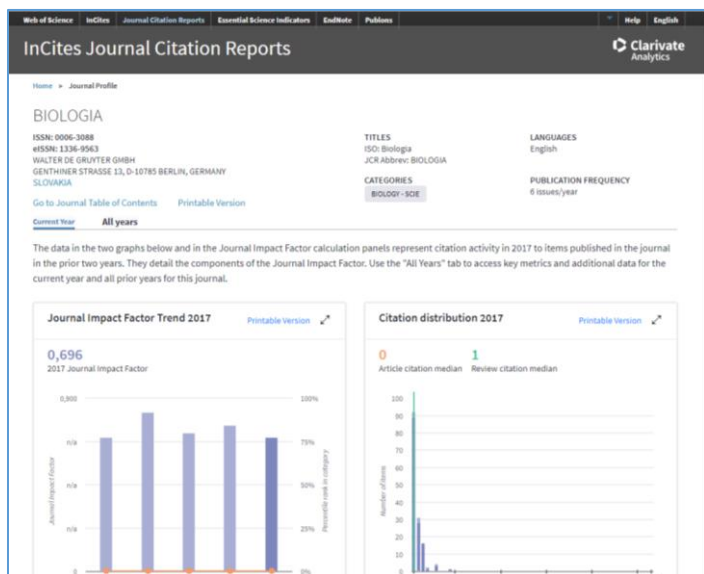 Web of Science InCites Journal Citation Reports Essential Science Indicators EndNote Publons Help English
InCites Journal Citation Reports
Clarivate
Analytics
Home > Journal Profile
BIOLOGIA
ISSN: 0006-3088
eISSN: 1336-9563
WALTER DE GRUYTER GMBH
GENTHINER STRASSE 13, D-10785 BERLIN, GERMANY
SLOVAKIA
TITLES
ISO: Biologia
JCR Abbrev: BIOLOGIA
CATEGORIES
BIOLOGY - SCIE
LANGUAGES
English
PUBLICATION FREQUENCY
6 issues/year
Go to Journal Table of Contents Printable Version
Current Year All years
The data in the two graphs below and in the Journal Impact Factor calculation panels represent citation activity in 2017 to items published in the journal
in the prior two years. They detail the components of the Journal Impact Factor. Use the "All Years" tab to access key metrics and additional data for the
current year and all prior years for this journal.
Journal Impact Factor Trend 2017 Printable Version
0,696
2017 Journal Impact Factor
0,900
n/a
n/a
n/a
0
Journal Impact Factor
100%
75%
50%
25%
0%
Percentile rank in category
Citation distribution 2017 Printable Version
0 1
Article citation median Review citation median
100
90
80
70
60
50
40
30
20
10
0
Number of items